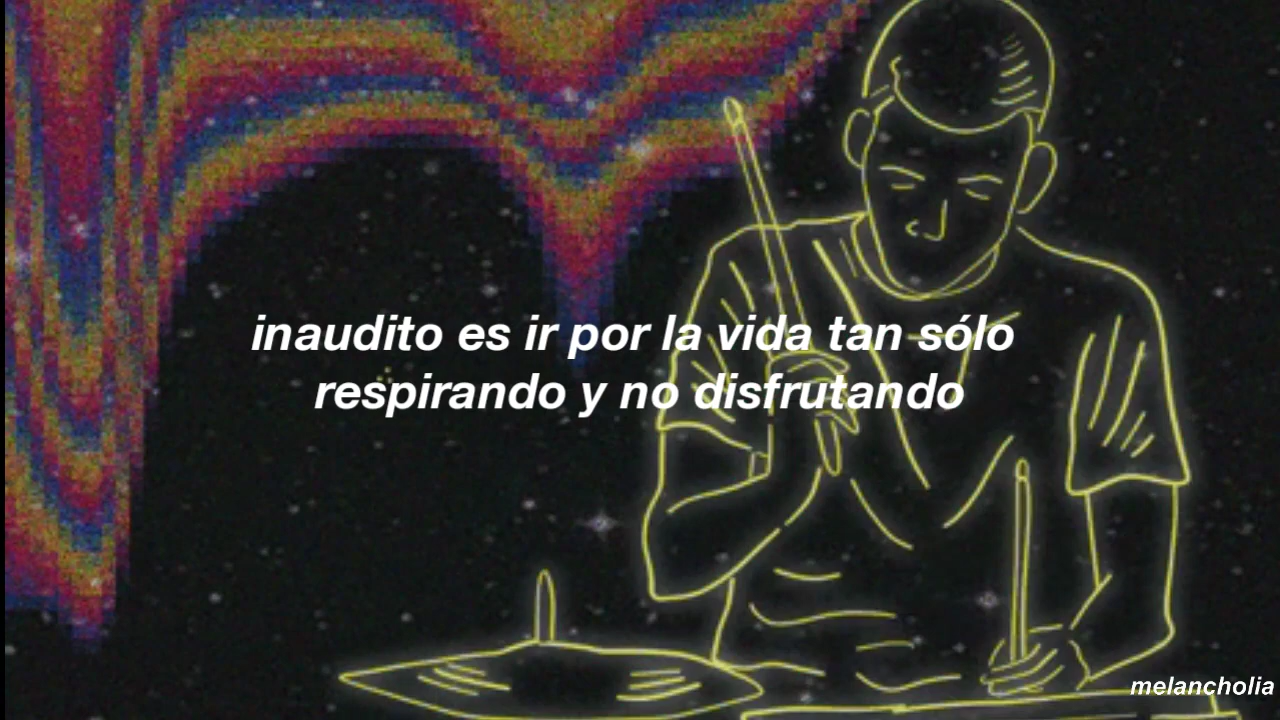 inaudito es ir por la vida tan sólo
respirando y no disfrutando
melancholia